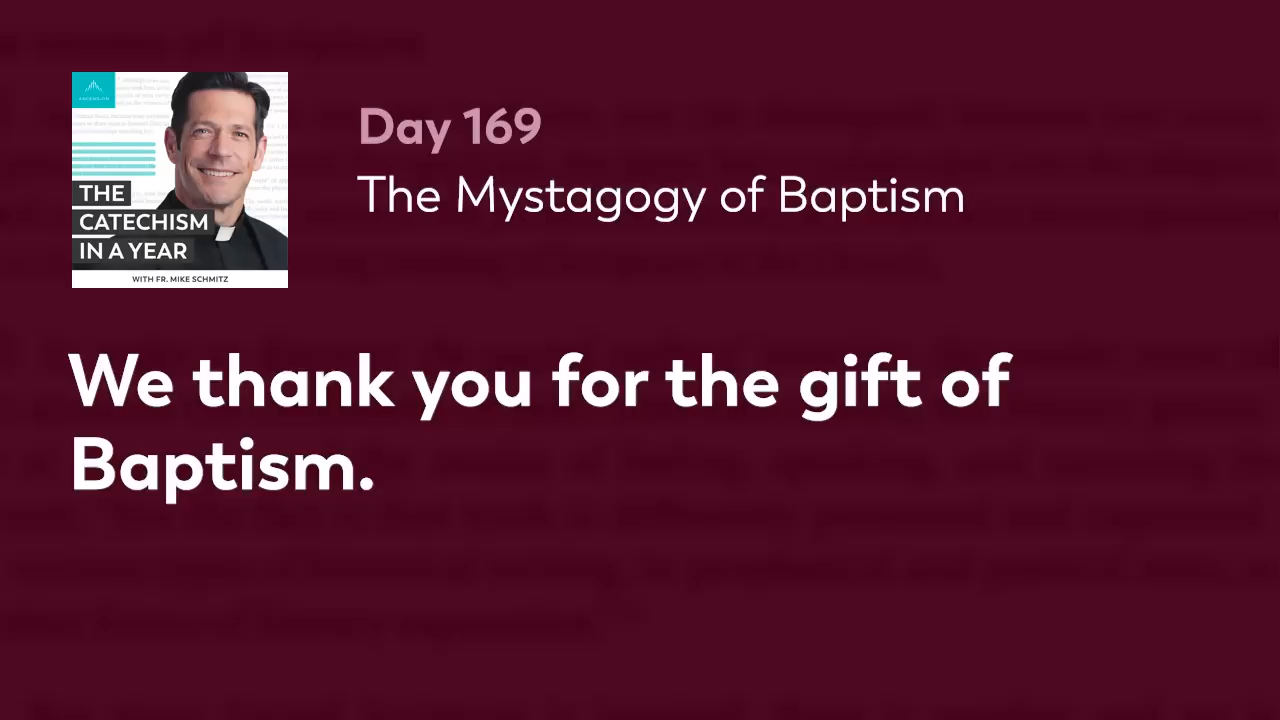 ASCENSION
THE
CATECHISM
IN A YEAR
WITH FR. MIKE SCHMITZ
Day 169
The Mystagogy of Baptism
We thank you for the gift of
Baptism.